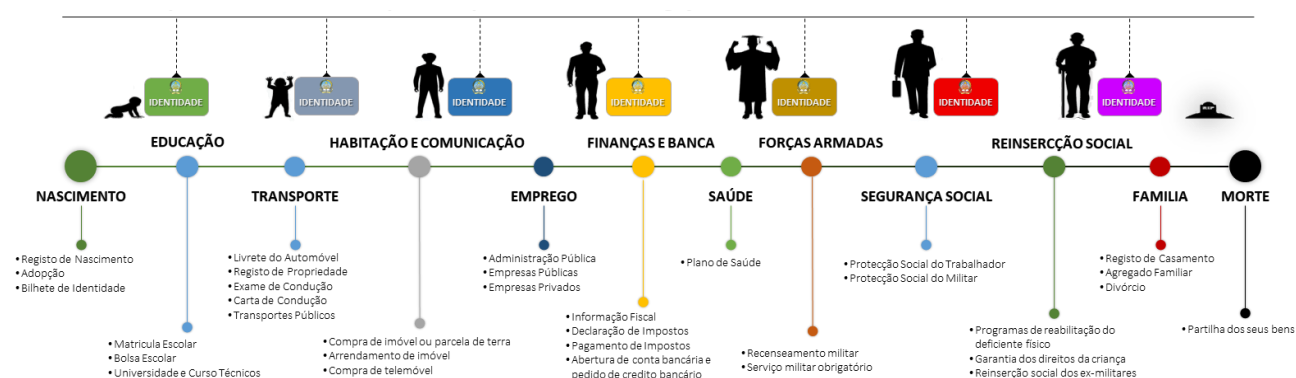 IDENTIDADE
IDENTIDADE
IDENTIDADE
IDENTIDADE
IDENTIDADE
IDENTIDADE
IDENTIDADE
RIP
EDUCAÇÃO
HABITAÇÃO E COMUNICAÇÃO
FINANÇAS E BANCA
FORÇAS ARMADAS
REINSERCÇÃO SOCIAL
NASCIMENTO
TRANSPORTE
EMPREGO
SAÚDE
SEGURANÇA SOCIAL
FAMILIA
MORTE
• Registo de Nascimento
• Adopção
• Bilhete de Identidade
• Livrete do Automóvel
• Registo de Propriedade
• Exame de Condução
• Carta de Condução
• Transportes Públicos
• Administração Pública
• Empresas Públicas
• Empresas Privados
• Plano de Saúde
• Protecção Social do Trabalhador
• Protecção Social do Militar
• Registo de Casamento
• Agregado Familiar
• Divórcio
• Matricula Escolar
• Bolsa Escolar
• Universidade e Curso Técnicos
• Compra de imóvel ou parcela de terra
• Arrendamento de imóvel
• Compra de telemóvel
• Informação Fiscal
• Declaração de Impostos
• Pagamento de Impostos
• Abertura de conta bancária e
pedido de credito bancário
• Recenseamento militar
• Serviço militar obrigatório
• Programas de reabilitação do
deficiente físico
• Garantia dos direitos da criança
• Reinserção social dos ex-militares
• Partilha dos seus bens